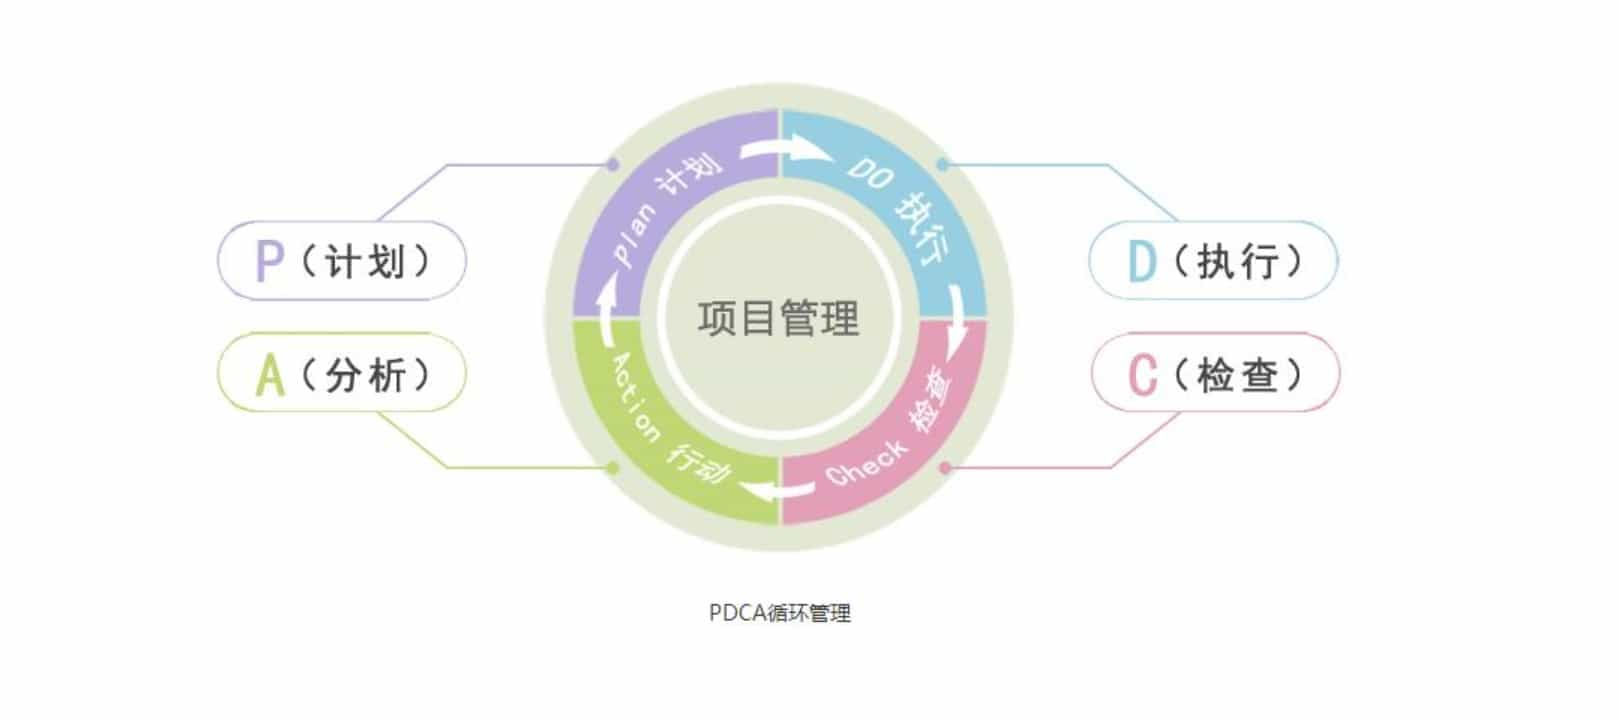 Plan 计划
DO 执行
P（计划）
D（执行）
项目管理
A（分析）
C（检查）
Action 行动
Check 检查
PDCA循环管理